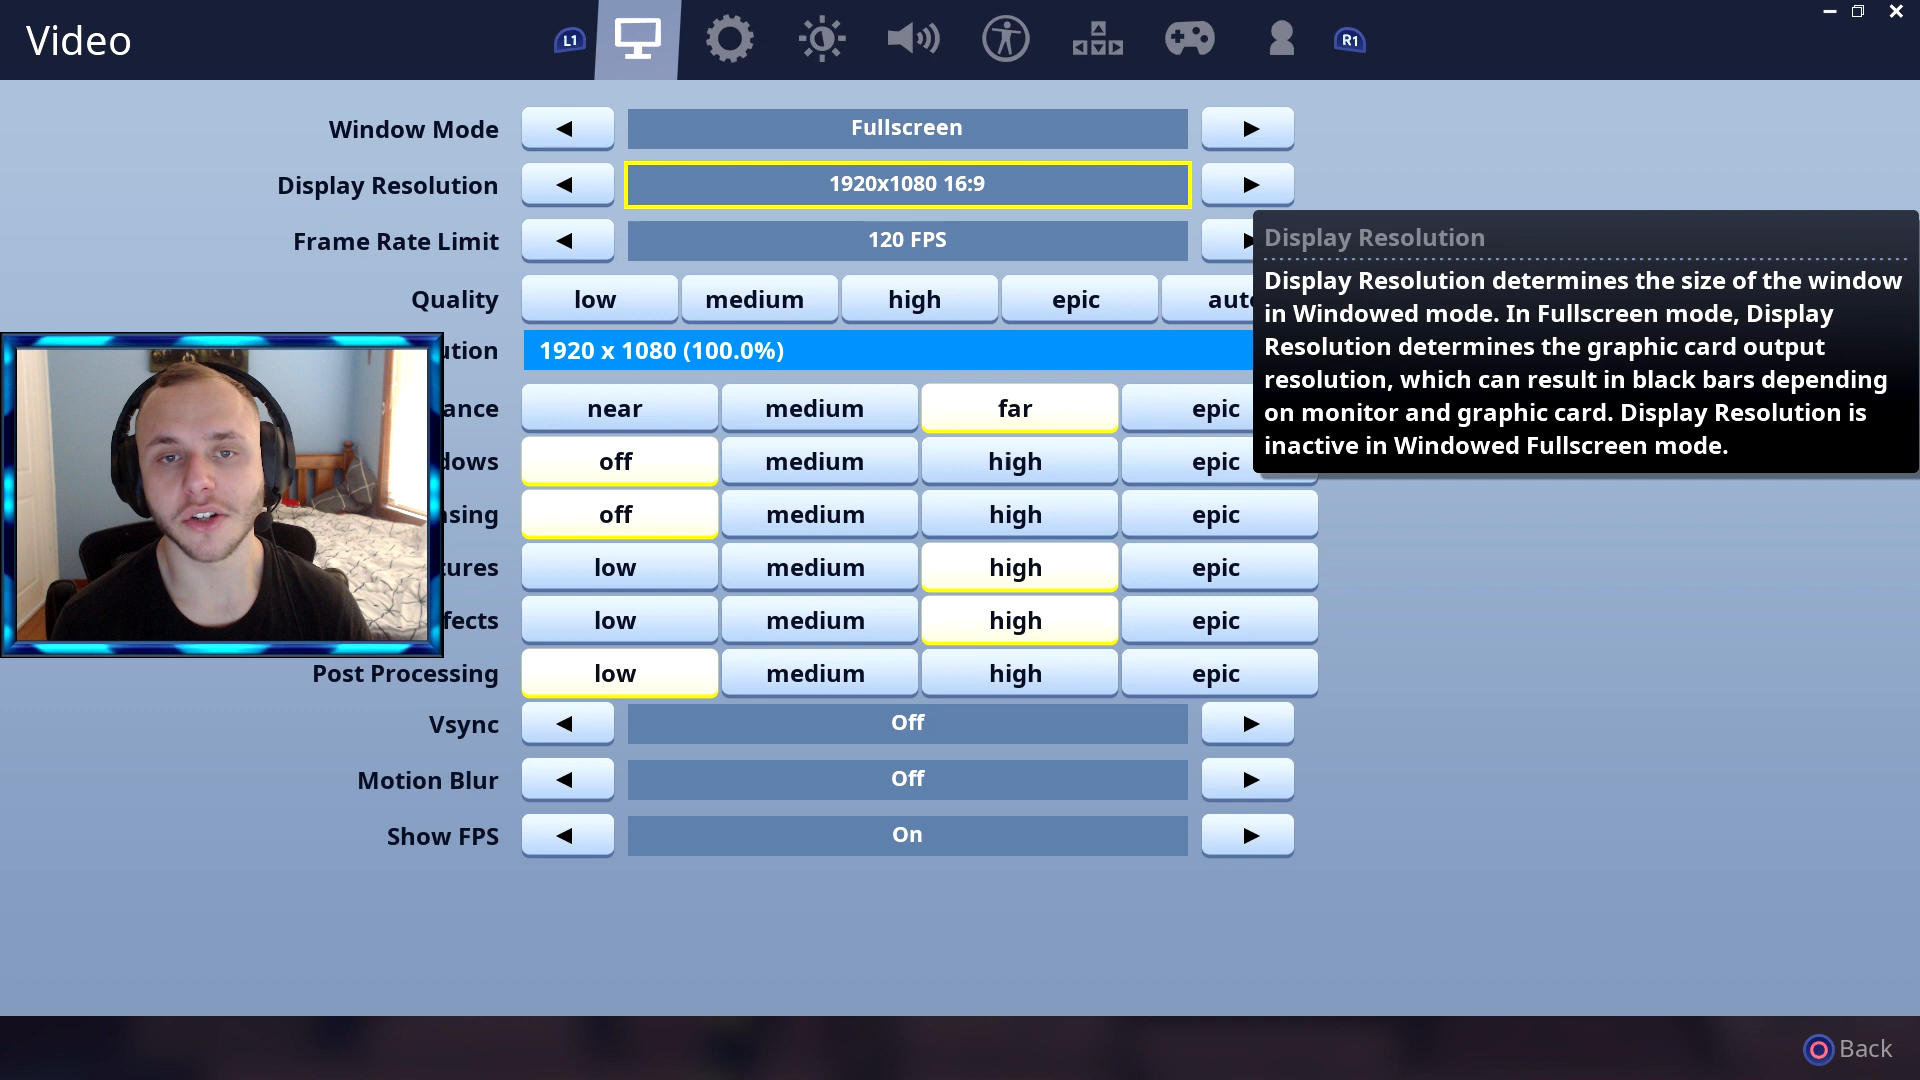 Video
L1
R1
Window Mode
Fullscreen
Display Resolution
1920x1080 16:9
Frame Rate Limit
120 FPS
Display Resolution
Display Resolution determines the size of the window
in Windowed mode. In Fullscreen mode, Display
Resolution determines the graphic card output
resolution, which can result in black bars depending
on monitor and graphic card. Display Resolution is
inactive in Windowed Fullscreen mode.
Quality
low medium high epic auto
ution
1920 x 1080 (100.0%)
ance
near medium far epic
dows
off medium high epic
sing
off medium high epic
tures
low medium high epic
fects
low medium high epic
Post Processing
low medium high epic
Vsync
Off
Motion Blur
Off
Show FPS
On
Back